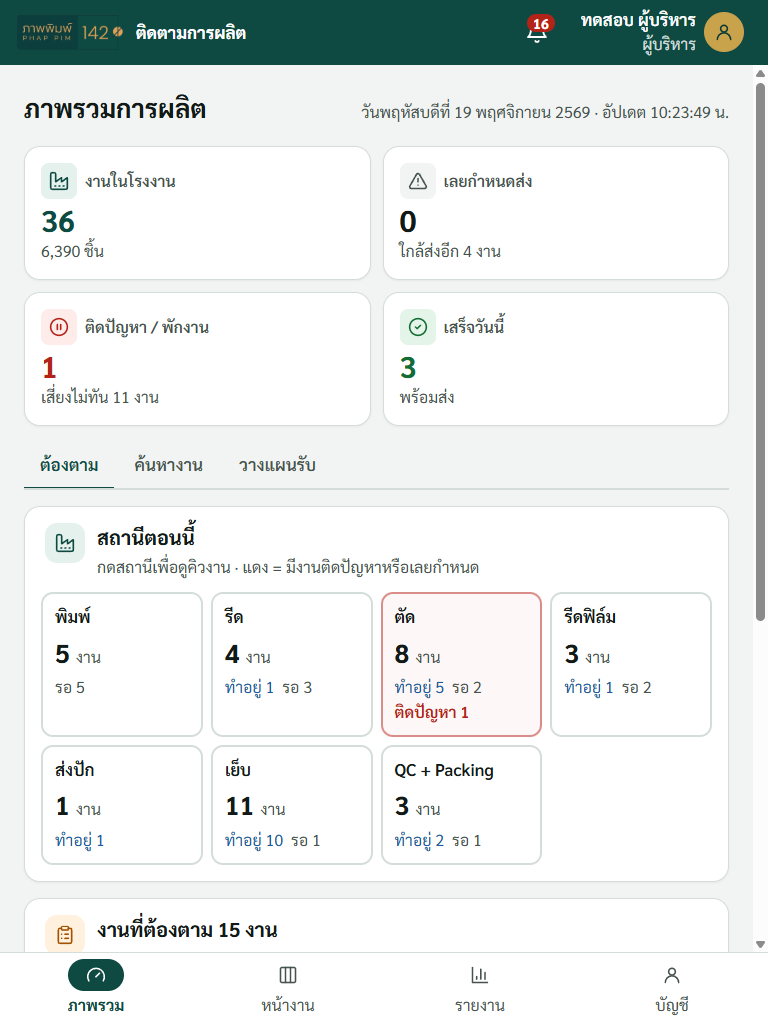 ภาพพิมพ์ 142
PHAP PIM
ติดตามการผลิต
16
ทดสอบ ผู้บริหาร
ผู้บริหาร
ภาพรวมการผลิต
วันพฤหัสบดีที่ 19 พฤศจิกายน 2569 · อัปเดต 10:23:49 น.
งานในโรงงาน
36
6,390 ชิ้น
เลยกำหนดส่ง
0
ใกล้ส่งอีก 4 งาน
ติดปัญหา / พักงาน
1
เสี่ยงไม่ทัน 11 งาน
เสร็จวันนี้
3
พร้อมส่ง
ต้องตาม ค้นหางาน วางแผนรับ
สถานีตอนนี้
กดสถานีเพื่อดูคิวงาน · แดง = มีงานติดปัญหาหรือเลยกำหนด
พิมพ์
5 งาน
รอ 5
รีด
4 งาน
ทำอยู่ 1 รอ 3
ตัด
8 งาน
ทำอยู่ 5 รอ 2
ติดปัญหา 1
รีดฟิล์ม
3 งาน
ทำอยู่ 1 รอ 2
ส่งปัก
1 งาน
ทำอยู่ 1
เย็บ
11 งาน
ทำอยู่ 10 รอ 1
QC + Packing
3 งาน
ทำอยู่ 2 รอ 1
งานที่ต้องตาม 15 งาน
ภาพรวม
หน้างาน
รายงาน
บัญชี